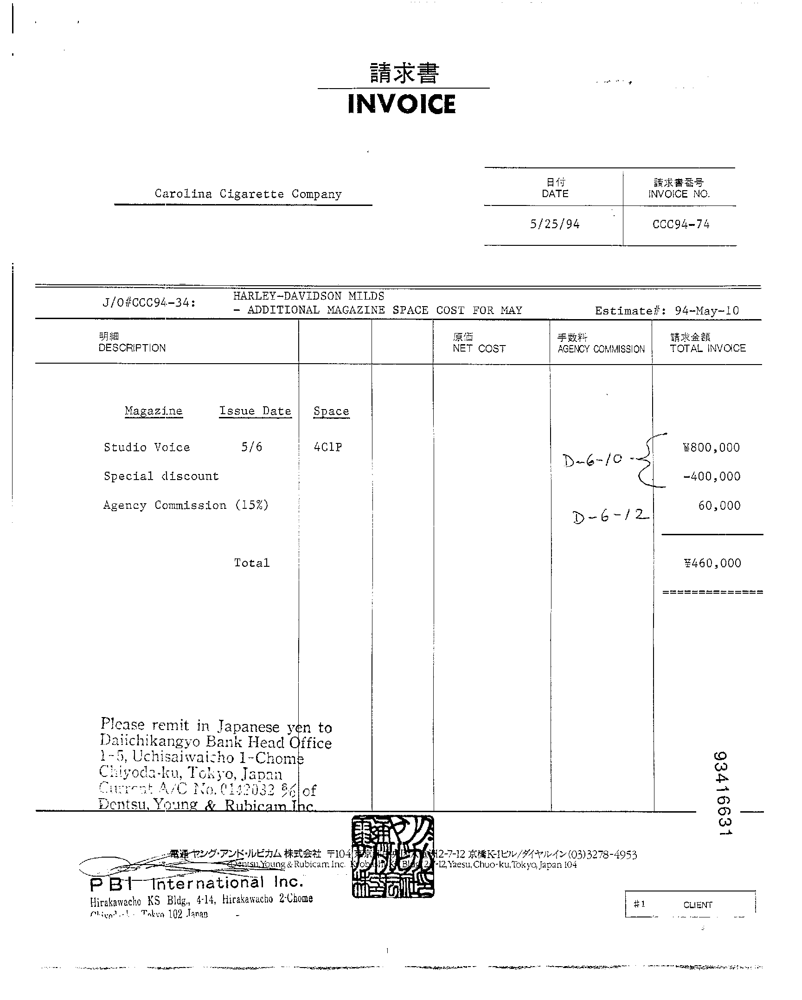 請求書
INVOICE
Carolina Cigarette Company
日付 請求書番号
DATE INVOICE NO.
5/25/94 CCC94-74
J/O#CCC94-34: HARLEY-DAVIDSON MILDS
- ADDITIONAL MAGAZINE SPACE COST FOR MAY Estimate#: 94-May-10
明細 原価 手数料 請求金額
DESCRIPTION NET COST AGENCY COMMISSION TOTAL INVOICE
Magazine Issue Date Space
Studio Voice 5/6 4C1P ¥800,000
D-6-10
Special discount -400,000
Agency Commission (15%) 60,000
D-6-12
Total ¥460,000
==============
Please remit in Japanese yen to
Daiichikangyo Bank Head Office
1-5, Uchisaiwaicho 1-Chome
Chiyoda-ku, Tokyo, Japan
Current A/C No. of
Dentsu, Young & Rubicam Inc.
93416631
電通ヤング・アンド・ルビカム株式会社 〒104 2-7-12 京橋K-1ビル/ダイヤルイン(03)3278-4953
Dentsu, Young & Rubicam Inc. Yaesu, Chuo-ku, Tokyo, Japan 104
PBI International Inc.
Hirakawacho KS Bldg., 4-14, Hirakawacho 2-Chome
Tokyo 102 Japan
#1 CLIENT